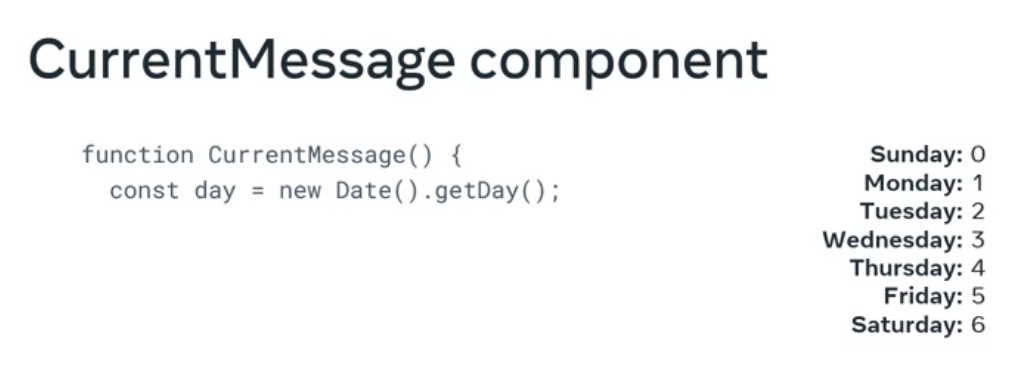 CurrentMessage component
function CurrentMessage() {
const day = new Date().getDay();
Sunday: 0
Monday: 1
Tuesday: 2
Wednesday: 3
Thursday: 4
Friday: 5
Saturday: 6